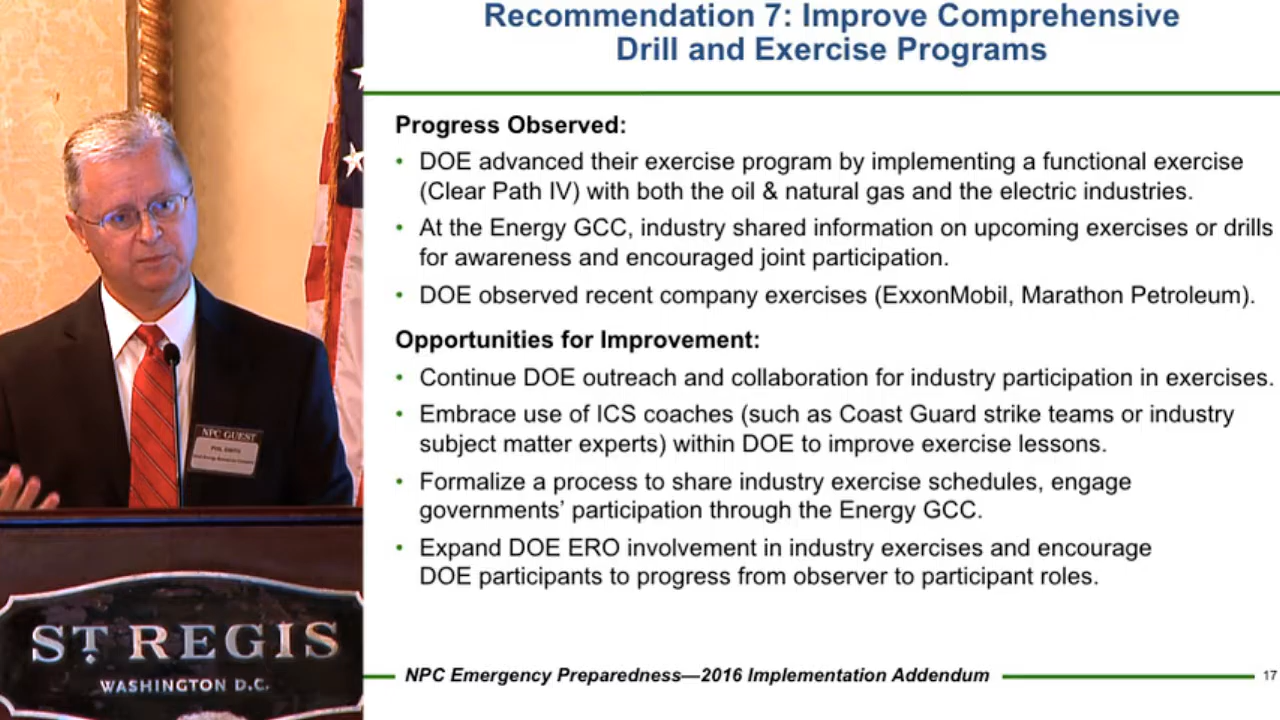 Recommendation 7: Improve Comprehensive
Drill and Exercise Programs
Progress Observed:
• DOE advanced their exercise program by implementing a functional exercise
(Clear Path IV) with both the oil & natural gas and the electric industries.
• At the Energy GCC, industry shared information on upcoming exercises or drills
for awareness and encouraged joint participation.
• DOE observed recent company exercises (ExxonMobil, Marathon Petroleum).
Opportunities for Improvement:
• Continue DOE outreach and collaboration for industry participation in exercises.
• Embrace use of ICS coaches (such as Coast Guard strike teams or industry
subject matter experts) within DOE to improve exercise lessons.
• Formalize a process to share industry exercise schedules, engage
governments' participation through the Energy GCC.
• Expand DOE ERO involvement in industry exercises and encourage
DOE participants to progress from observer to participant roles.
NPC Emergency Preparedness—2016 Implementation Addendum
17
NPC GUEST
ST. REGIS
WASHINGTON D.C.